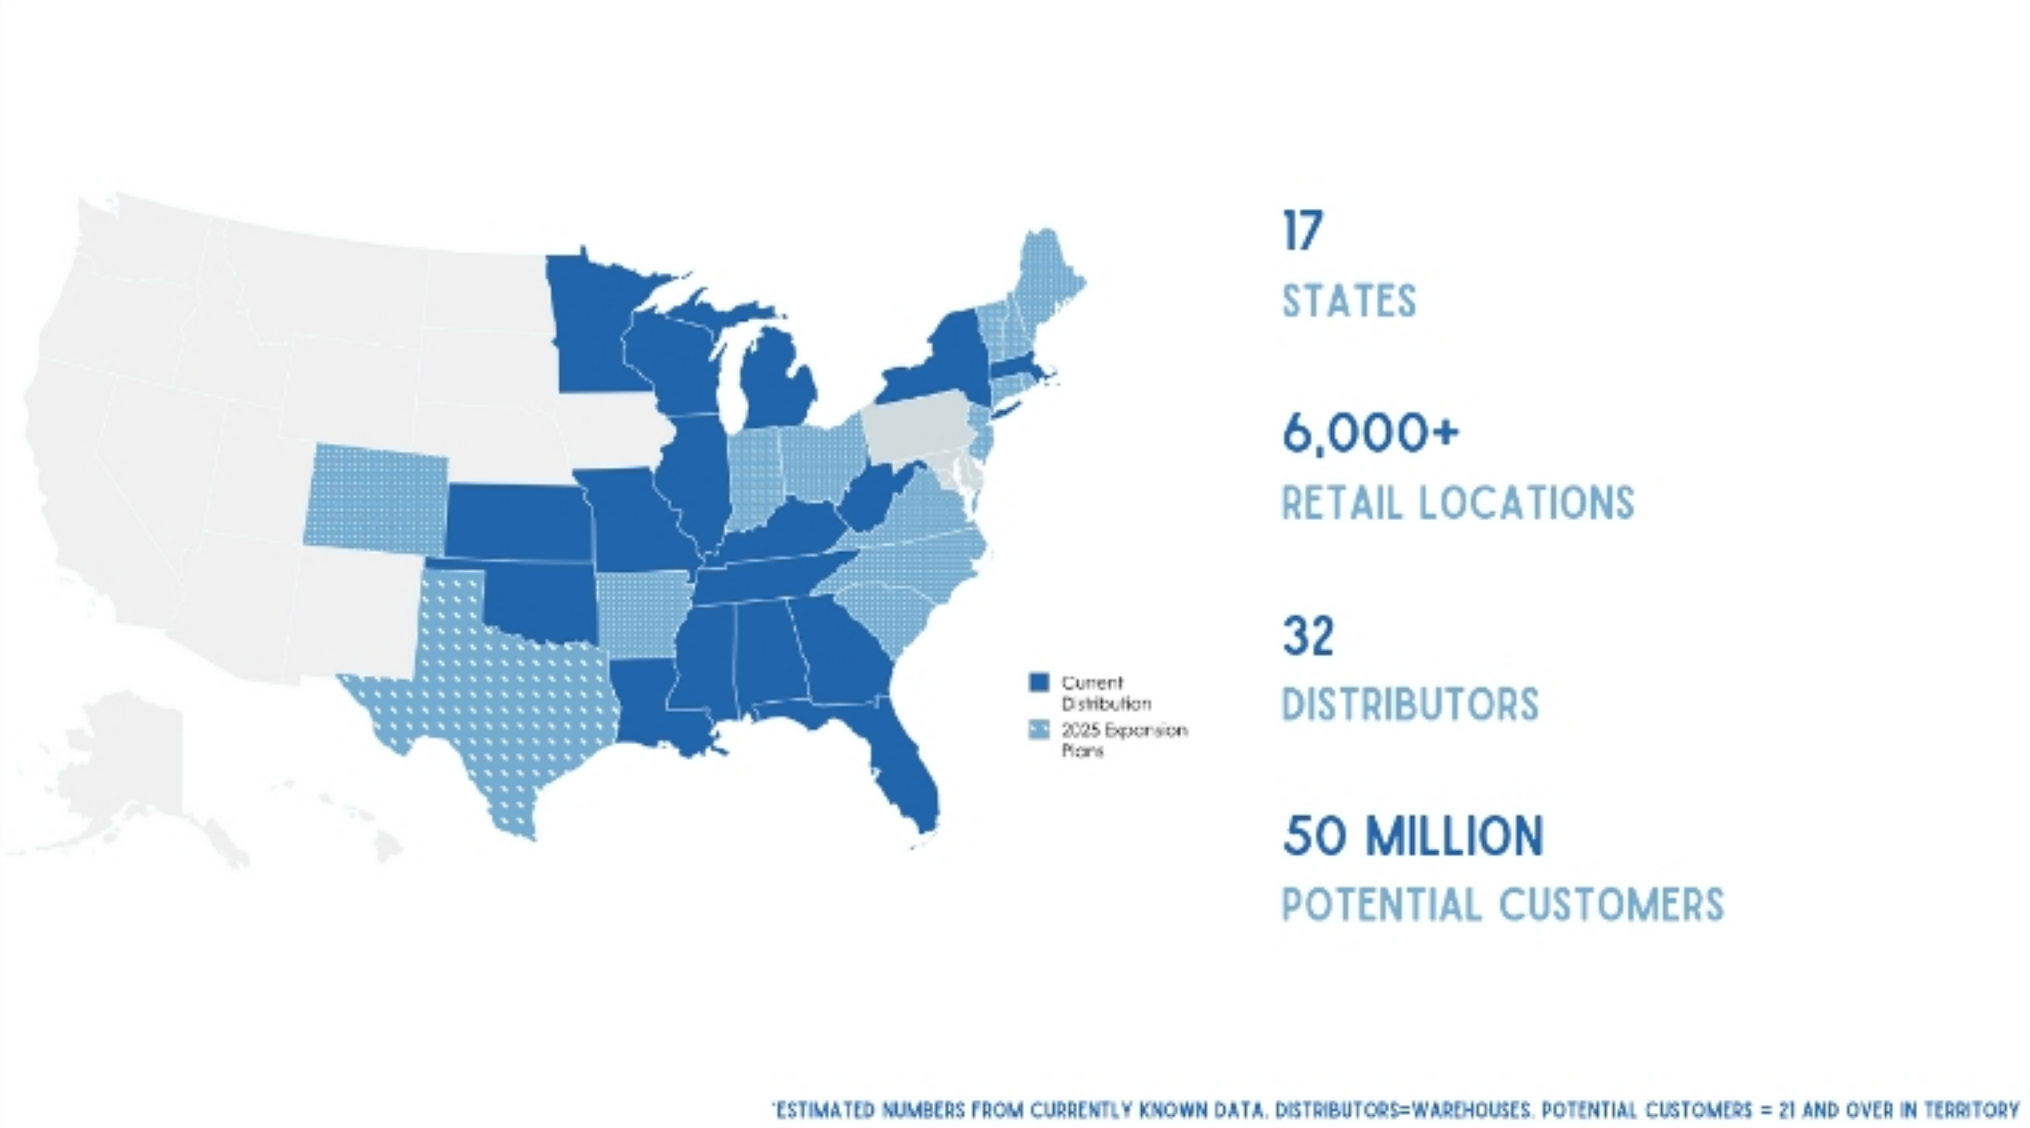 17
STATES
6,000+
RETAIL LOCATIONS
32
DISTRIBUTORS
50 MILLION
POTENTIAL CUSTOMERS
Current
Distribution
2025 Expansion
Plans
*ESTIMATED NUMBERS FROM CURRENTLY KNOWN DATA. DISTRIBUTORS=WAREHOUSES. POTENTIAL CUSTOMERS = 21 AND OVER IN TERRITORY